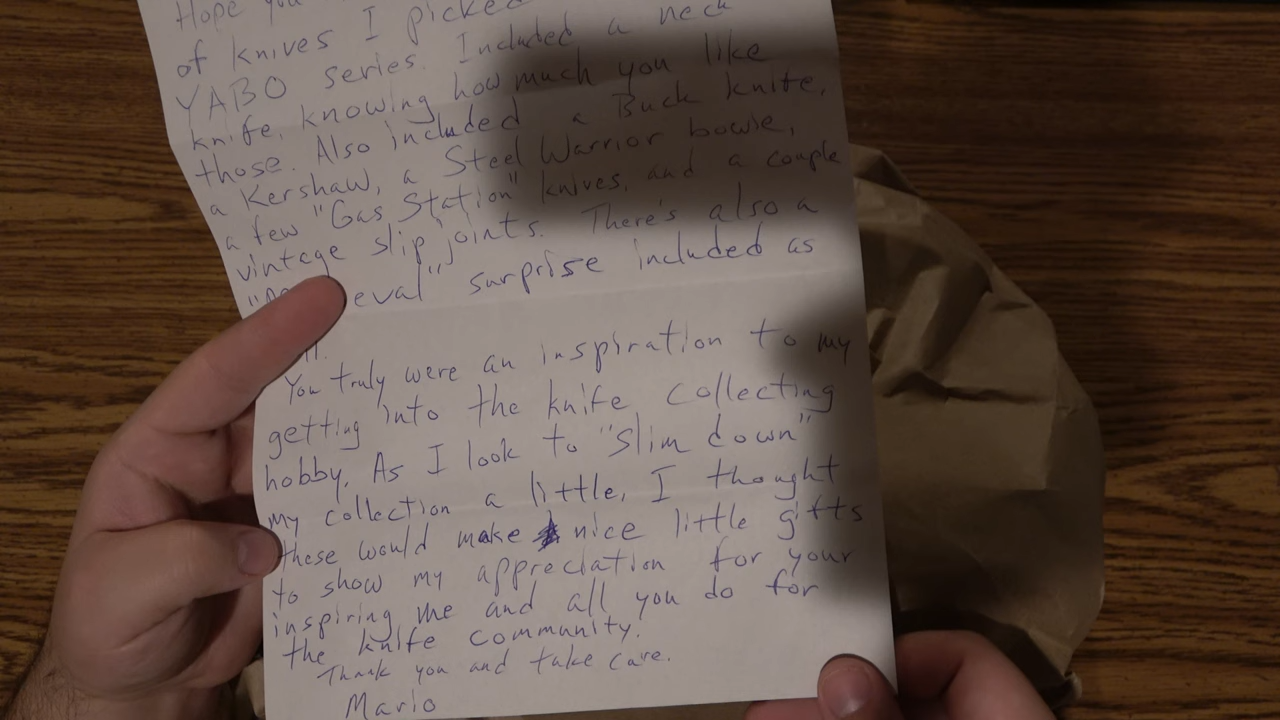 Hope you
of knives I picked
YABO series. Included a neck
knife, knowing how much you like
those. Also included a Buck knife,
a Kershaw, a Steel Warrior bowie,
a few "Gas Station" knives, and a couple
vintage slip joints. There's also a
eval" surprise included as
You truly were an inspiration to my
getting into the knife collecting
hobby. As I look to "slim down"
my collection a little, I thought
these would make nice little gifts
to show my appreciation for your
inspiring me and all you do for
the knife community.
Thank you and take care.
Mario